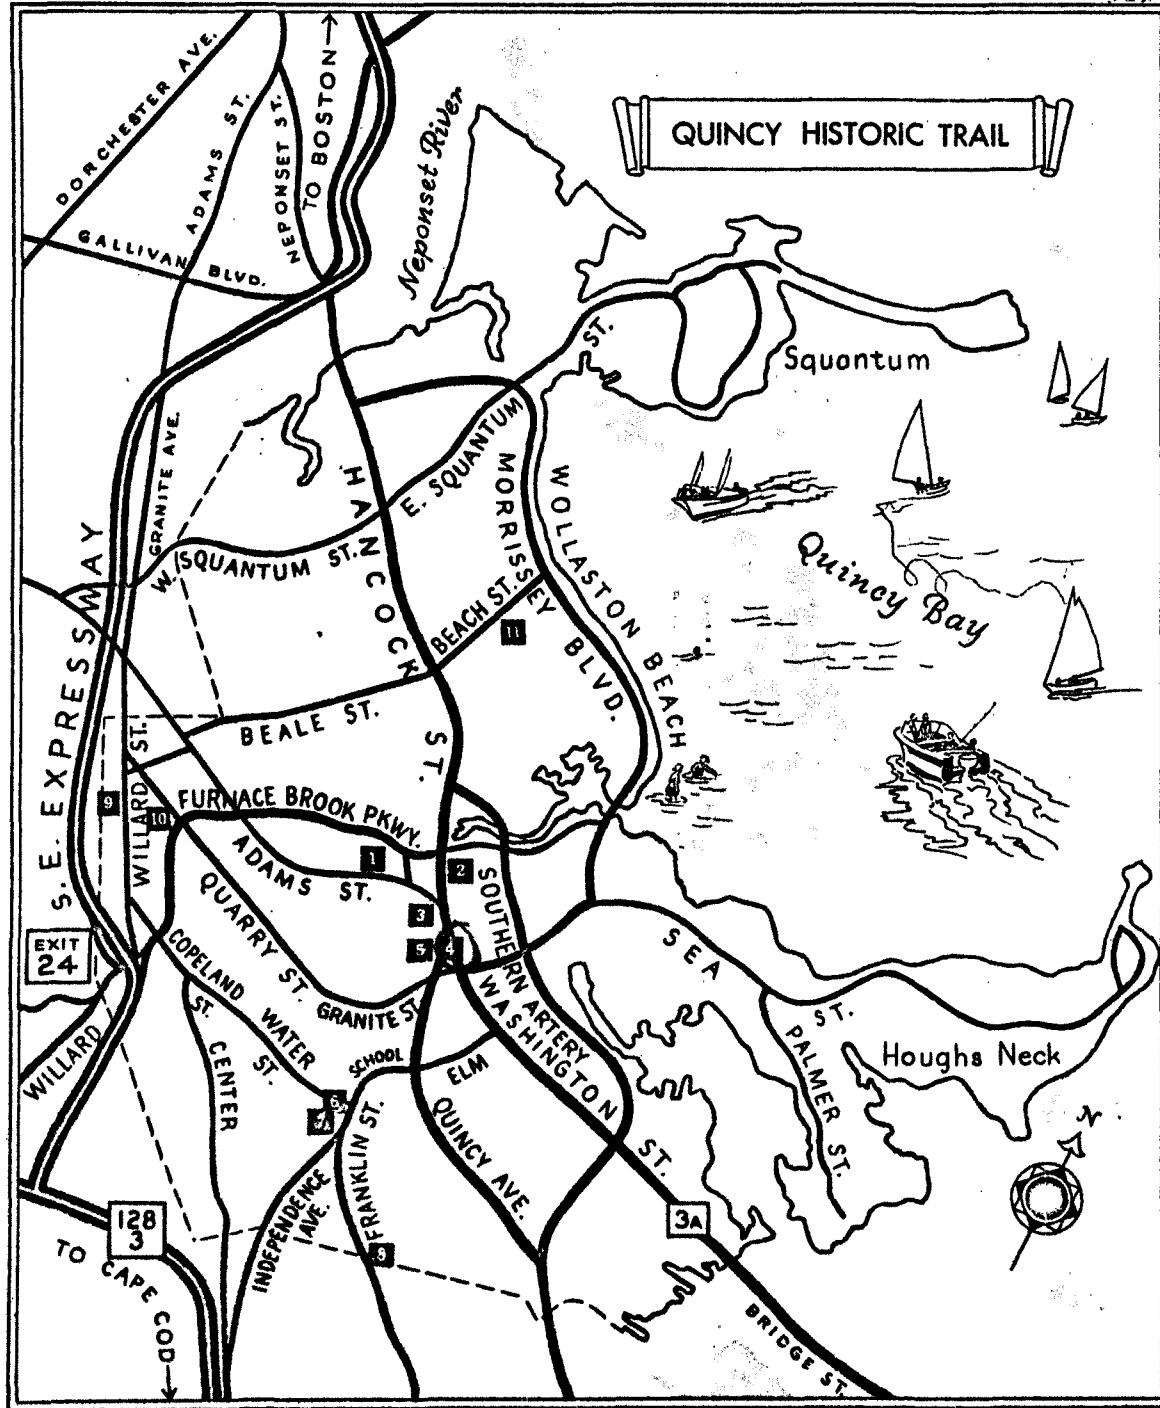 QUINCY HISTORIC TRAIL
DORCHESTER AVE.
ADAMS ST.
NEPONSET ST.
TO BOSTON
Neponset River
GALLIVAN BLVD.
Squantum
E. SQUANTUM ST.
GRANITE AVE.
HANCOCK ST.
MORRISSEY BLVD.
WOLLASTON BEACH
W. SQUANTUM ST.
Quincy Bay
S. E. EXPRESSWAY
BEACH ST.
11
BEALE ST.
WILLARD ST.
9
10
FURNACE BROOK PKWY.
1
2
ADAMS ST.
3
5
4
QUARRY ST.
SOUTHERN ARTERY
SEA ST.
EXIT
24
COPELAND ST.
GRANITE ST.
WASHINGTON ST.
WATER ST.
SCHOOL
ELM
PALMER ST.
Houghs Neck
WILLARD
CENTER
6
7
FRANKLIN ST.
QUINCY AVE.
N
INDEPENDENCE AVE.
8
128
3
3A
TO CAPE COD
BRIDGE ST.